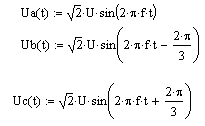 Ua(t) := √2·U·sin(2·π·f·t)
Ub(t) := √2·U·sin(2·π·f·t − 2·π/3)
Uc(t) := √2·U·sin(2·π·f·t + 2·π/3)